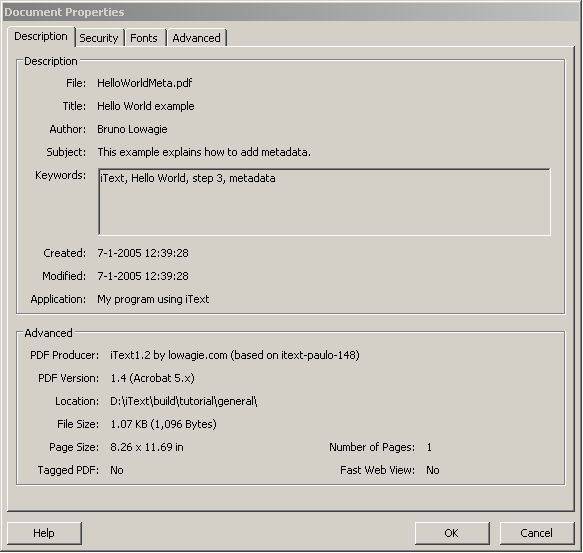 Document Properties
Description Security Fonts Advanced
Description
File: HelloWorldMeta.pdf
Title: Hello World example
Author: Bruno Lowagie
Subject: This example explains how to add metadata.
Keywords: iText, Hello World, step 3, metadata
Created: 7-1-2005 12:39:28
Modified: 7-1-2005 12:39:28
Application: My program using iText
Advanced
PDF Producer: iText1.2 by lowagie.com (based on itext-paulo-148)
PDF Version: 1.4 (Acrobat 5.x)
Location: D:\iText\build\tutorial\general\
File Size: 1.07 KB (1,096 Bytes)
Page Size: 8.26 x 11.69 in Number of Pages: 1
Tagged PDF: No Fast Web View: No
Help OK Cancel